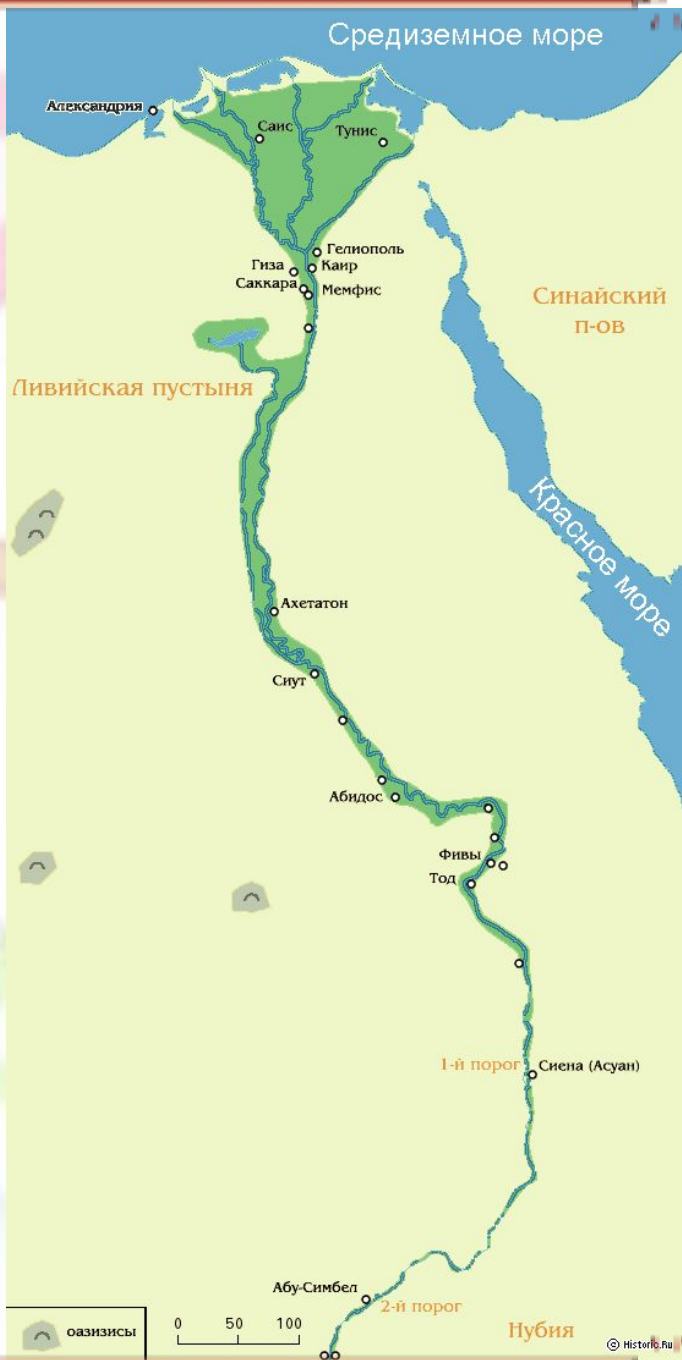 Средиземное море
Александрия
Саис
Тунис
Гелиополь
Гиза
Каир
Саккара
Мемфис
Синайский
п-ов
Ливийская пустыня
Красное море
Ахетатон
Сиут
Абидос
Фивы
Тод
1-й порог
Сиена (Асуан)
Абу-Симбел
2-й порог
Нубия
оазизисы
0 50 100
© Historic.Ru